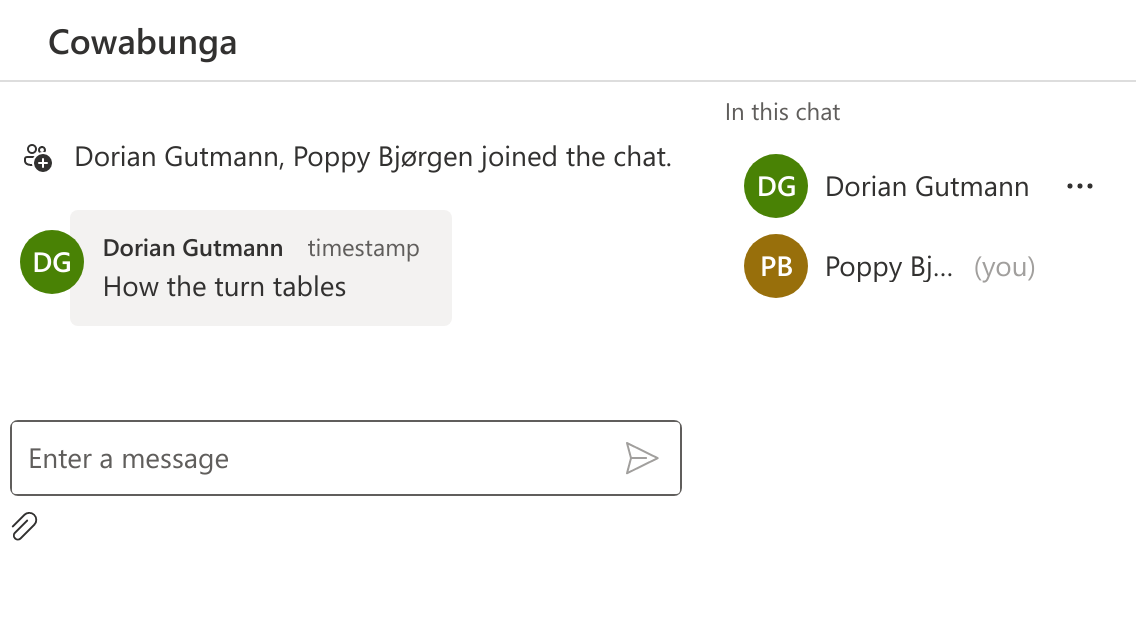 Cowabunga
In this chat
Dorian Gutmann, Poppy Bjørgen joined the chat.
DG Dorian Gutmann ...
PB Poppy Bj... (you)
DG Dorian Gutmann timestamp
How the turn tables
Enter a message